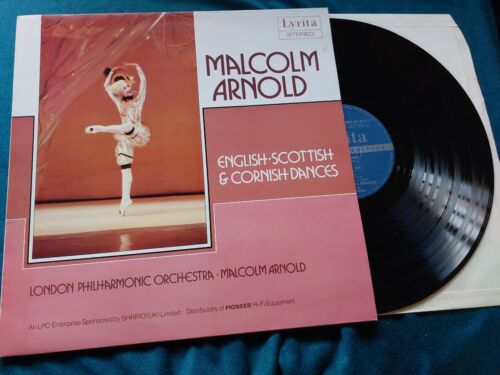 Lyrita
STEREO
MALCOLM
ARNOLD
ENGLISH·SCOTTISH
& CORNISH·DANCES
LONDON PHILHARMONIC ORCHESTRA · MALCOLM ARNOLD
An LPO Enterprise Sponsored by SHRIRO (UK) Limited · Distributors of PIONEER Hi-Fi Equipment
Lyrita